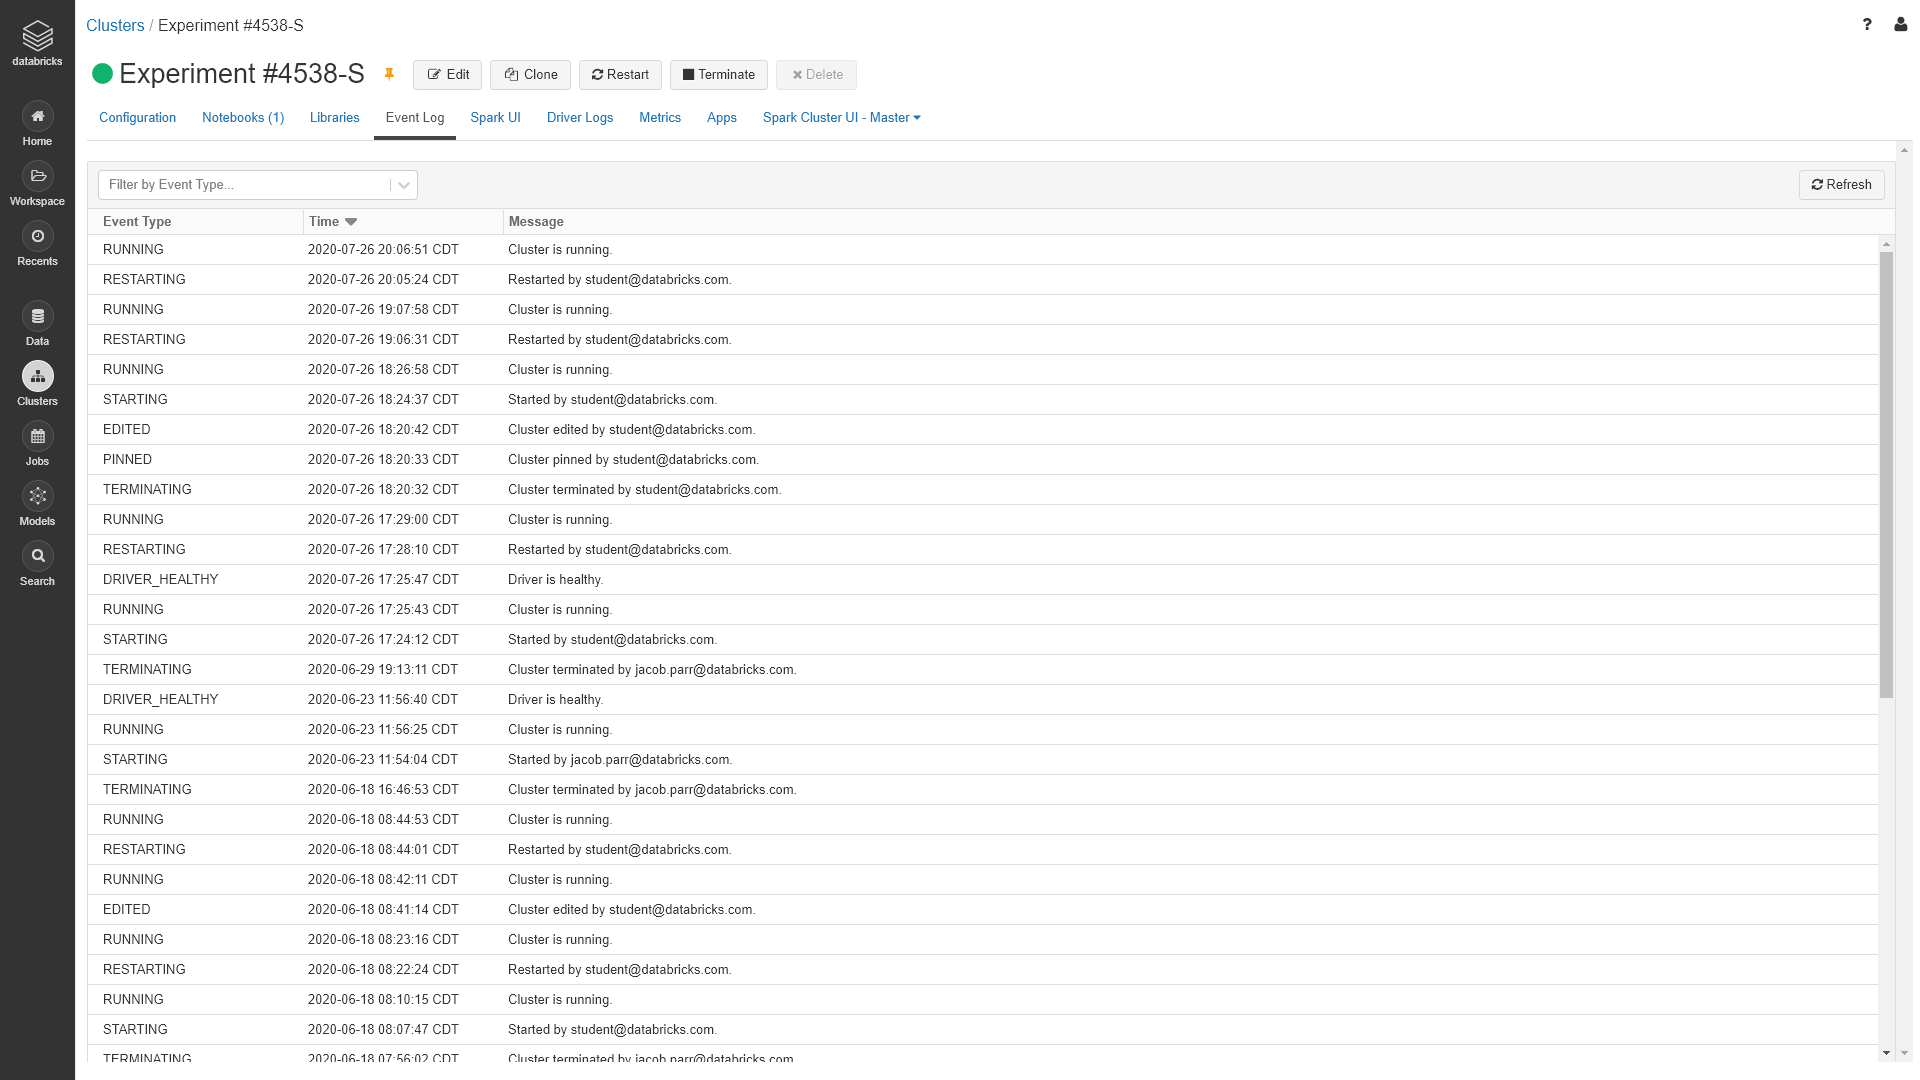 databricks
Home
Workspace
Recents
Data
Clusters
Jobs
Models
Search
Clusters / Experiment #4538-S
?
Experiment #4538-S Edit Clone Restart Terminate Delete
Configuration Notebooks (1) Libraries Event Log Spark UI Driver Logs Metrics Apps Spark Cluster UI - Master
Filter by Event Type... Refresh
Event Type Time Message
RUNNING 2020-07-26 20:06:51 CDT Cluster is running.
RESTARTING 2020-07-26 20:05:24 CDT Restarted by student@databricks.com.
RUNNING 2020-07-26 19:07:58 CDT Cluster is running.
RESTARTING 2020-07-26 19:06:31 CDT Restarted by student@databricks.com.
RUNNING 2020-07-26 18:26:58 CDT Cluster is running.
STARTING 2020-07-26 18:24:37 CDT Started by student@databricks.com.
EDITED 2020-07-26 18:20:42 CDT Cluster edited by student@databricks.com.
PINNED 2020-07-26 18:20:33 CDT Cluster pinned by student@databricks.com.
TERMINATING 2020-07-26 18:20:32 CDT Cluster terminated by student@databricks.com.
RUNNING 2020-07-26 17:29:00 CDT Cluster is running.
RESTARTING 2020-07-26 17:28:10 CDT Restarted by student@databricks.com.
DRIVER_HEALTHY 2020-07-26 17:25:47 CDT Driver is healthy.
RUNNING 2020-07-26 17:25:43 CDT Cluster is running.
STARTING 2020-07-26 17:24:12 CDT Started by student@databricks.com.
TERMINATING 2020-06-29 19:13:11 CDT Cluster terminated by jacob.parr@databricks.com.
DRIVER_HEALTHY 2020-06-23 11:56:40 CDT Driver is healthy.
RUNNING 2020-06-23 11:56:25 CDT Cluster is running.
STARTING 2020-06-23 11:54:04 CDT Started by jacob.parr@databricks.com.
TERMINATING 2020-06-18 16:46:53 CDT Cluster terminated by jacob.parr@databricks.com.
RUNNING 2020-06-18 08:44:53 CDT Cluster is running.
RESTARTING 2020-06-18 08:44:01 CDT Restarted by student@databricks.com.
RUNNING 2020-06-18 08:42:11 CDT Cluster is running.
EDITED 2020-06-18 08:41:14 CDT Cluster edited by student@databricks.com.
RUNNING 2020-06-18 08:23:16 CDT Cluster is running.
RESTARTING 2020-06-18 08:22:24 CDT Restarted by student@databricks.com.
RUNNING 2020-06-18 08:10:15 CDT Cluster is running.
STARTING 2020-06-18 08:07:47 CDT Started by student@databricks.com.
TERMINATING 2020-06-18 07:56:02 CDT Cluster terminated by jacob.parr@databricks.com.